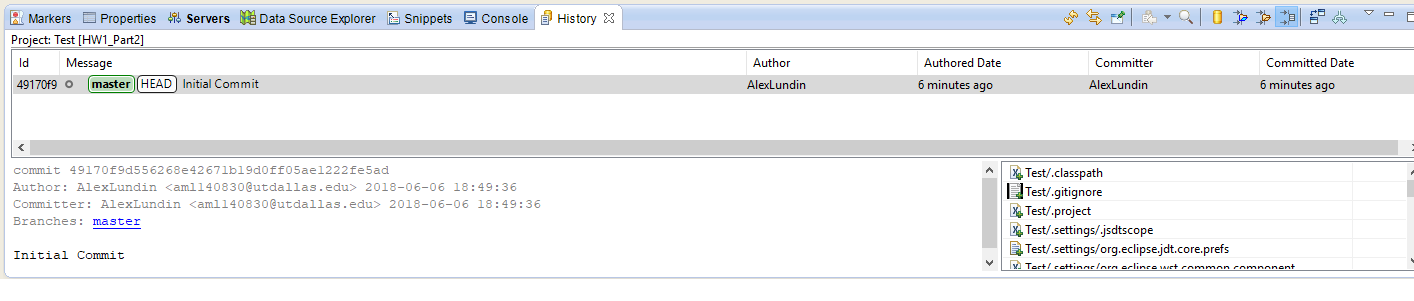 Markers Properties Servers Data Source Explorer Snippets Console History
Project: Test [HW1_Part2]
Id Message Author Authored Date Committer Committed Date
49170f9 master HEAD Initial Commit AlexLundin 6 minutes ago AlexLundin 6 minutes ago
commit 49170f9d556268e42671b19d0ff05ae1222fe5ad
Author: AlexLundin <aml140830@utdallas.edu> 2018-06-06 18:49:36
Committer: AlexLundin <aml140830@utdallas.edu> 2018-06-06 18:49:36
Branches: master
Initial Commit
Test/.classpath
Test/.gitignore
Test/.project
Test/.settings/.jsdtscope
Test/.settings/org.eclipse.jdt.core.prefs
Test/.settings/org.eclipse.wst.common.component